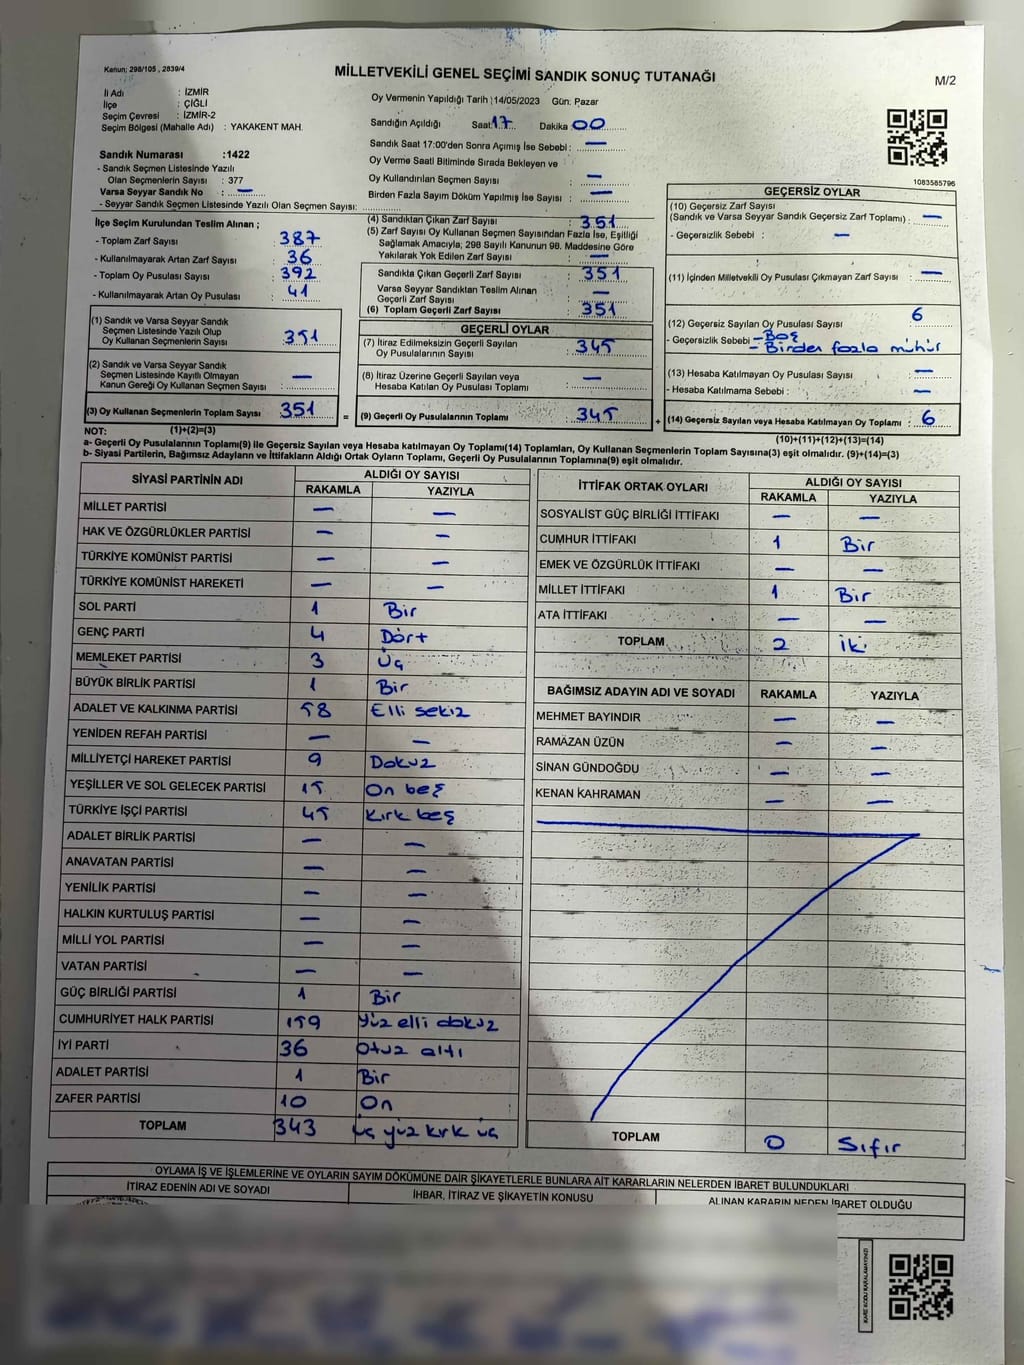 Kanun; 298/105 , 2839/4
MİLLETVEKİLİ GENEL SEÇİMİ SANDIK SONUÇ TUTANAĞI
M/2
İl Adı : İZMİR
İlçe : ÇİĞLİ
Seçim Çevresi : İZMİR-2
Seçim Bölgesi (Mahalle Adı) : YAKAKENT MAH.
Oy Vermenin Yapıldığı Tarih : 14/05/2023 Gün: Pazar
Sandığın Açıldığı Saat 17 Dakika 00
Sandık Saat 17:00'den Sonra Açımış İse Sebebi : —
Oy Verme Saati Bitiminde Sırada Bekleyen ve
Oy Kullandırılan Seçmen Sayısı : —
Birden Fazla Sayım Döküm Yapılmış İse Sayısı : —
Sandık Numarası :1422
- Sandık Seçmen Listesinde Yazılı
Olan Seçmenlerin Sayısı : 377
Varsa Seyyar Sandık No : —
- Seyyar Sandık Seçmen Listesinde Yazılı Olan Seçmen Sayısı:
1083585796
İlçe Seçim Kurulundan Teslim Alınan ;
- Toplam Zarf Sayısı : 387
- Kullanılmayarak Artan Zarf Sayısı : 36
- Toplam Oy Pusulası Sayısı : 392
- Kullanılmayarak Artan Oy Pusulası : 41
(1) Sandık ve Varsa Seyyar Sandık
Seçmen Listesinde Yazılı Olup
Oy Kullanan Seçmenlerin Sayısı : 351
(2) Sandık ve Varsa Seyyar Sandık
Seçmen Listesinde Kayıtlı Olmayan
Kanun Gereği Oy Kullanan Seçmen Sayısı : —
(3) Oy Kullanan Seçmenlerin Toplam Sayısı 351 =
(1)+(2)=(3)
(4) Sandıktan Çıkan Zarf Sayısı : 351
(5) Zarf Sayısı Oy Kullanan Seçmen Sayısından Fazla İse, Eşitliği
Sağlamak Amacıyla, 298 Sayılı Kanunun 98. Maddesine Göre
Yakılarak Yok Edilen Zarf Sayısı : —
Sandıkta Çıkan Geçerli Zarf Sayısı : 351
Varsa Seyyar Sandıktan Teslim Alınan
Geçerli Zarf Sayısı : —
(6) Toplam Geçerli Zarf Sayısı : 351
GEÇERLİ OYLAR
(7) İtiraz Edilmeksizin Geçerli Sayılan
Oy Pusulalarının Sayısı : 345
(8) İtiraz Üzerine Geçerli Sayılan veya
Hesaba Katılan Oy Pusulası Toplamı : —
(9) Geçerli Oy Pusulalarının Toplamı : 345 +
GEÇERSİZ OYLAR
(10) Geçersiz Zarf Sayısı
(Sandık ve Varsa Seyyar Sandık Geçersiz Zarf Toplamı) : —
- Geçersizlik Sebebi : —
(11) İçinden Milletvekili Oy Pusulası Çıkmayan Zarf Sayısı : —
(12) Geçersiz Sayılan Oy Pusulası Sayısı : 6
- Geçersizlik Sebebi : - Boş
- Birden fazla mühür
(13) Hesaba Katılmayan Oy Pusulası Sayısı : —
- Hesaba Katılmama Sebebi : —
(14) Geçersiz Sayılan veya Hesaba Katılmayan Oy Toplamı : 6
(10)+(11)+(12)+(13)=(14)
NOT:
a- Geçerli Oy Pusulalarının Toplamı(9) ile Geçersiz Sayılan veya Hesaba katılmayan Oy Toplamı(14) Toplamları, Oy Kullanan Seçmenlerin Toplam Sayısına(3) eşit olmalıdır. (9)+(14)=(3)
b- Siyasi Partilerin, Bağımsız Adayların ve İttifakların Aldığı Ortak Oyların Toplamı, Geçerli Oy Pusulalarının Toplamına(9) eşit olmalıdır.
SİYASİ PARTİNİN ADI ALDIĞI OY SAYISI
RAKAMLA YAZIYLA
MİLLET PARTİSİ — —
HAK VE ÖZGÜRLÜKLER PARTİSİ — —
TÜRKİYE KOMÜNİST PARTİSİ — —
TÜRKİYE KOMÜNİST HAREKETİ — —
SOL PARTİ 1 Bir
GENÇ PARTİ 4 Dört
MEMLEKET PARTİSİ 3 Üç
BÜYÜK BİRLİK PARTİSİ 1 Bir
ADALET VE KALKINMA PARTİSİ 58 Elli sekiz
YENİDEN REFAH PARTİSİ — —
MİLLİYETÇİ HAREKET PARTİSİ 9 Dokuz
YEŞİLLER VE SOL GELECEK PARTİSİ 15 On beş
TÜRKİYE İŞÇİ PARTİSİ 45 Kırk beş
ADALET BİRLİK PARTİSİ — —
ANAVATAN PARTİSİ — —
YENİLİK PARTİSİ — —
HALKIN KURTULUŞ PARTİSİ — —
MİLLİ YOL PARTİSİ — —
VATAN PARTİSİ — —
GÜÇ BİRLİĞİ PARTİSİ 1 Bir
CUMHURİYET HALK PARTİSİ 159 Yüz elli dokuz
İYİ PARTİ 36 Otuz altı
ADALET PARTİSİ 1 Bir
ZAFER PARTİSİ 10 On
TOPLAM 343 Üç yüz kırk üç
İTTİFAK ORTAK OYLARI ALDIĞI OY SAYISI
RAKAMLA YAZIYLA
SOSYALİST GÜÇ BİRLİĞİ İTTİFAKI — —
CUMHUR İTTİFAKI 1 Bir
EMEK VE ÖZGÜRLÜK İTTİFAKI — —
MİLLET İTTİFAKI 1 Bir
ATA İTTİFAKI — —
TOPLAM 2 İki
BAĞIMSIZ ADAYIN ADI VE SOYADI RAKAMLA YAZIYLA
MEHMET BAYINDIR — —
RAMAZAN ÜZÜN — —
SİNAN GÜNDOĞDU — —
KENAN KAHRAMAN — —
TOPLAM 0 Sıfır
OYLAMA İŞ VE İŞLEMLERİNE VE OYLARIN SAYIM DÖKÜMÜNE DAİR ŞİKAYETLERLE BUNLARA AİT KARARLARIN NELERDEN İBARET BULUNDUKLARI
İTİRAZ EDENİN ADI VE SOYADI İHBAR, İTİRAZ VE ŞİKAYETİN KONUSU ALINAN KARARIN NEDEN İBARET OLDUĞU
KARE KODU KARALAMAYINIZ!